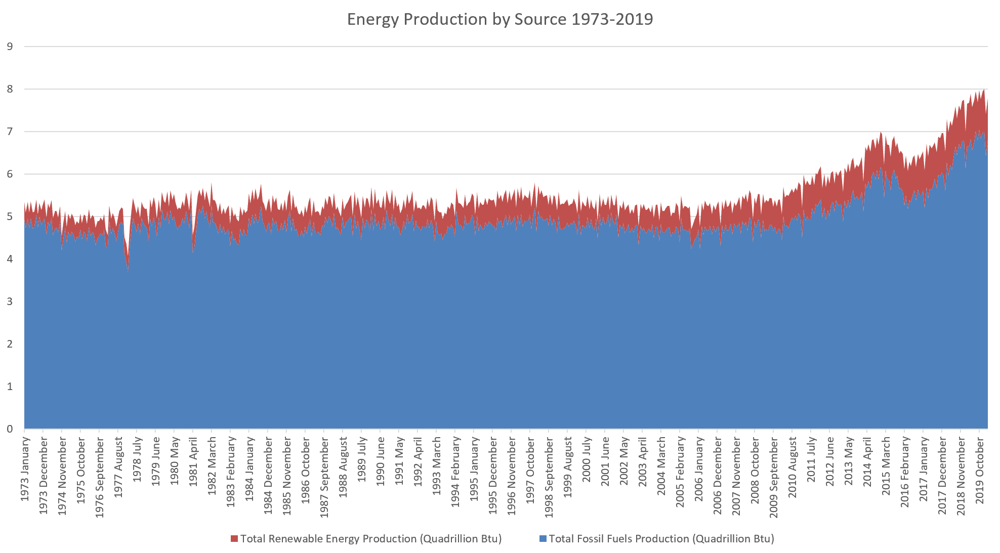 Energy Production by Source 1973-2019
9
8
7
6
5
4
3
2
1
0
1973 January
1973 December
1974 November
1975 October
1976 September
1977 August
1978 July
1979 June
1980 May
1981 April
1982 March
1983 February
1984 January
1984 December
1985 November
1986 October
1987 September
1988 August
1989 July
1990 June
1991 May
1992 April
1993 March
1994 February
1995 January
1995 December
1996 November
1997 October
1998 September
1999 August
2000 July
2001 June
2002 May
2003 April
2004 March
2005 February
2006 January
2006 December
2007 November
2008 October
2009 September
2010 August
2011 July
2012 June
2013 May
2014 April
2015 March
2016 February
2017 January
2017 December
2018 November
2019 October
Total Renewable Energy Production (Quadrillion Btu)
Total Fossil Fuels Production (Quadrillion Btu)